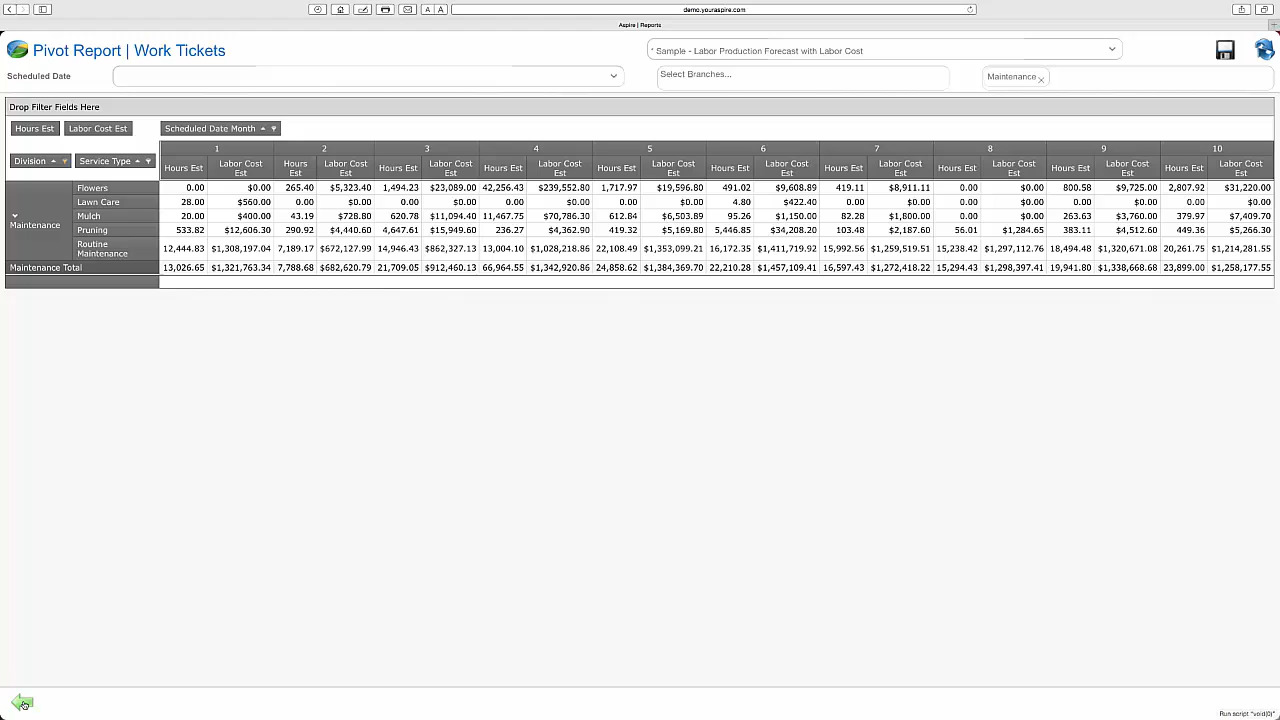 A A demo.youraspire.com
Aspire | Reports
Pivot Report | Work Tickets * Sample - Labor Production Forecast with Labor Cost
Scheduled Date Select Branches... Maintenance
Drop Filter Fields Here
Hours Est Labor Cost Est Scheduled Date Month
Division Service Type
1 2 3 4 5 6 7 8 9 10
Hours Est Labor Cost Est Hours Est Labor Cost Est Hours Est Labor Cost Est Hours Est Labor Cost Est Hours Est Labor Cost Est Hours Est Labor Cost Est Hours Est Labor Cost Est Hours Est Labor Cost Est Hours Est Labor Cost Est Hours Est Labor Cost Est
Maintenance
Flowers 0.00 $0.00 265.40 $5,323.40 1,494.23 $23,089.00 42,256.43 $239,552.80 1,717.97 $19,596.80 491.02 $9,608.89 419.11 $8,911.11 0.00 $0.00 800.58 $9,725.00 2,807.92 $31,220.00
Lawn Care 28.00 $560.00 0.00 $0.00 0.00 $0.00 0.00 $0.00 0.00 $0.00 4.80 $422.40 0.00 $0.00 0.00 $0.00 0.00 $0.00 0.00 $0.00
Mulch 20.00 $400.00 43.19 $728.80 620.78 $11,094.40 11,467.75 $70,786.30 612.84 $6,503.89 95.26 $1,150.00 82.28 $1,800.00 0.00 $0.00 263.63 $3,760.00 379.97 $7,409.70
Pruning 533.82 $12,606.30 290.92 $4,440.60 4,647.61 $15,949.60 236.27 $4,362.90 419.32 $5,169.80 5,446.85 $34,208.20 103.48 $2,187.60 56.01 $1,284.65 383.11 $4,512.60 449.36 $5,266.30
Routine Maintenance 12,444.83 $1,308,197.04 7,189.17 $672,127.99 14,946.43 $862,327.13 13,004.10 $1,028,218.86 22,108.49 $1,353,099.21 16,172.35 $1,411,719.92 15,992.56 $1,259,519.51 15,238.42 $1,297,112.76 18,494.48 $1,320,671.08 20,261.75 $1,214,281.55
Maintenance Total 13,026.65 $1,321,763.34 7,788.68 $682,620.79 21,709.05 $912,460.13 66,964.55 $1,342,920.86 24,858.62 $1,384,369.70 22,210.28 $1,457,109.41 16,597.43 $1,272,418.22 15,294.43 $1,298,397.41 19,941.80 $1,338,668.68 23,899.00 $1,258,177.55
Run script "void(0)"